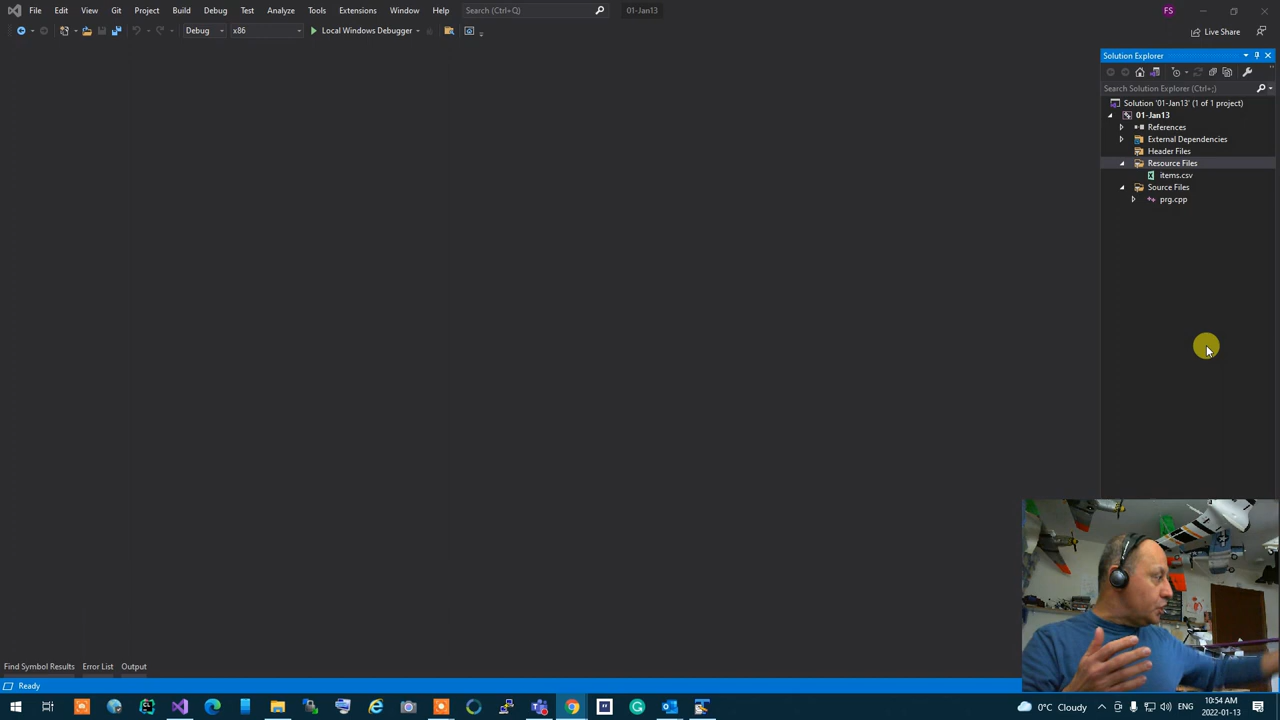 File Edit View Git Project Build Debug Test Analyze Tools Extensions Window Help Search (Ctrl+Q) 01-Jan13 FS
Debug x86 Local Windows Debugger Live Share
Solution Explorer
Search Solution Explorer (Ctrl+;)
Solution '01-Jan13' (1 of 1 project)
01-Jan13
References
External Dependencies
Header Files
Resource Files
items.csv
Source Files
prg.cpp
Find Symbol Results Error List Output
Ready
0°C Cloudy ENG 10:54 AM
2022-01-13